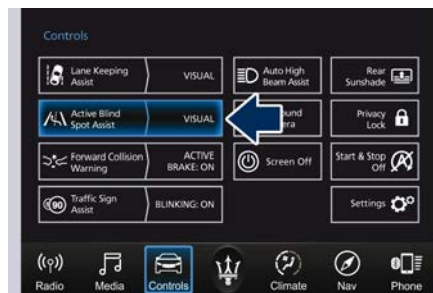 Controls
Lane Keeping
Assist
VISUAL
Auto High
Beam Assist
Rear
Sunshade
Active Blind
Spot Assist
VISUAL
Privacy
Lock
Forward Collision
Warning
ACTIVE
BRAKE: ON
Screen Off
Start & Stop
Off
90
Traffic Sign
Assist
BLINKING: ON
Settings
Radio
Media
Controls
Climate
Nav
Phone